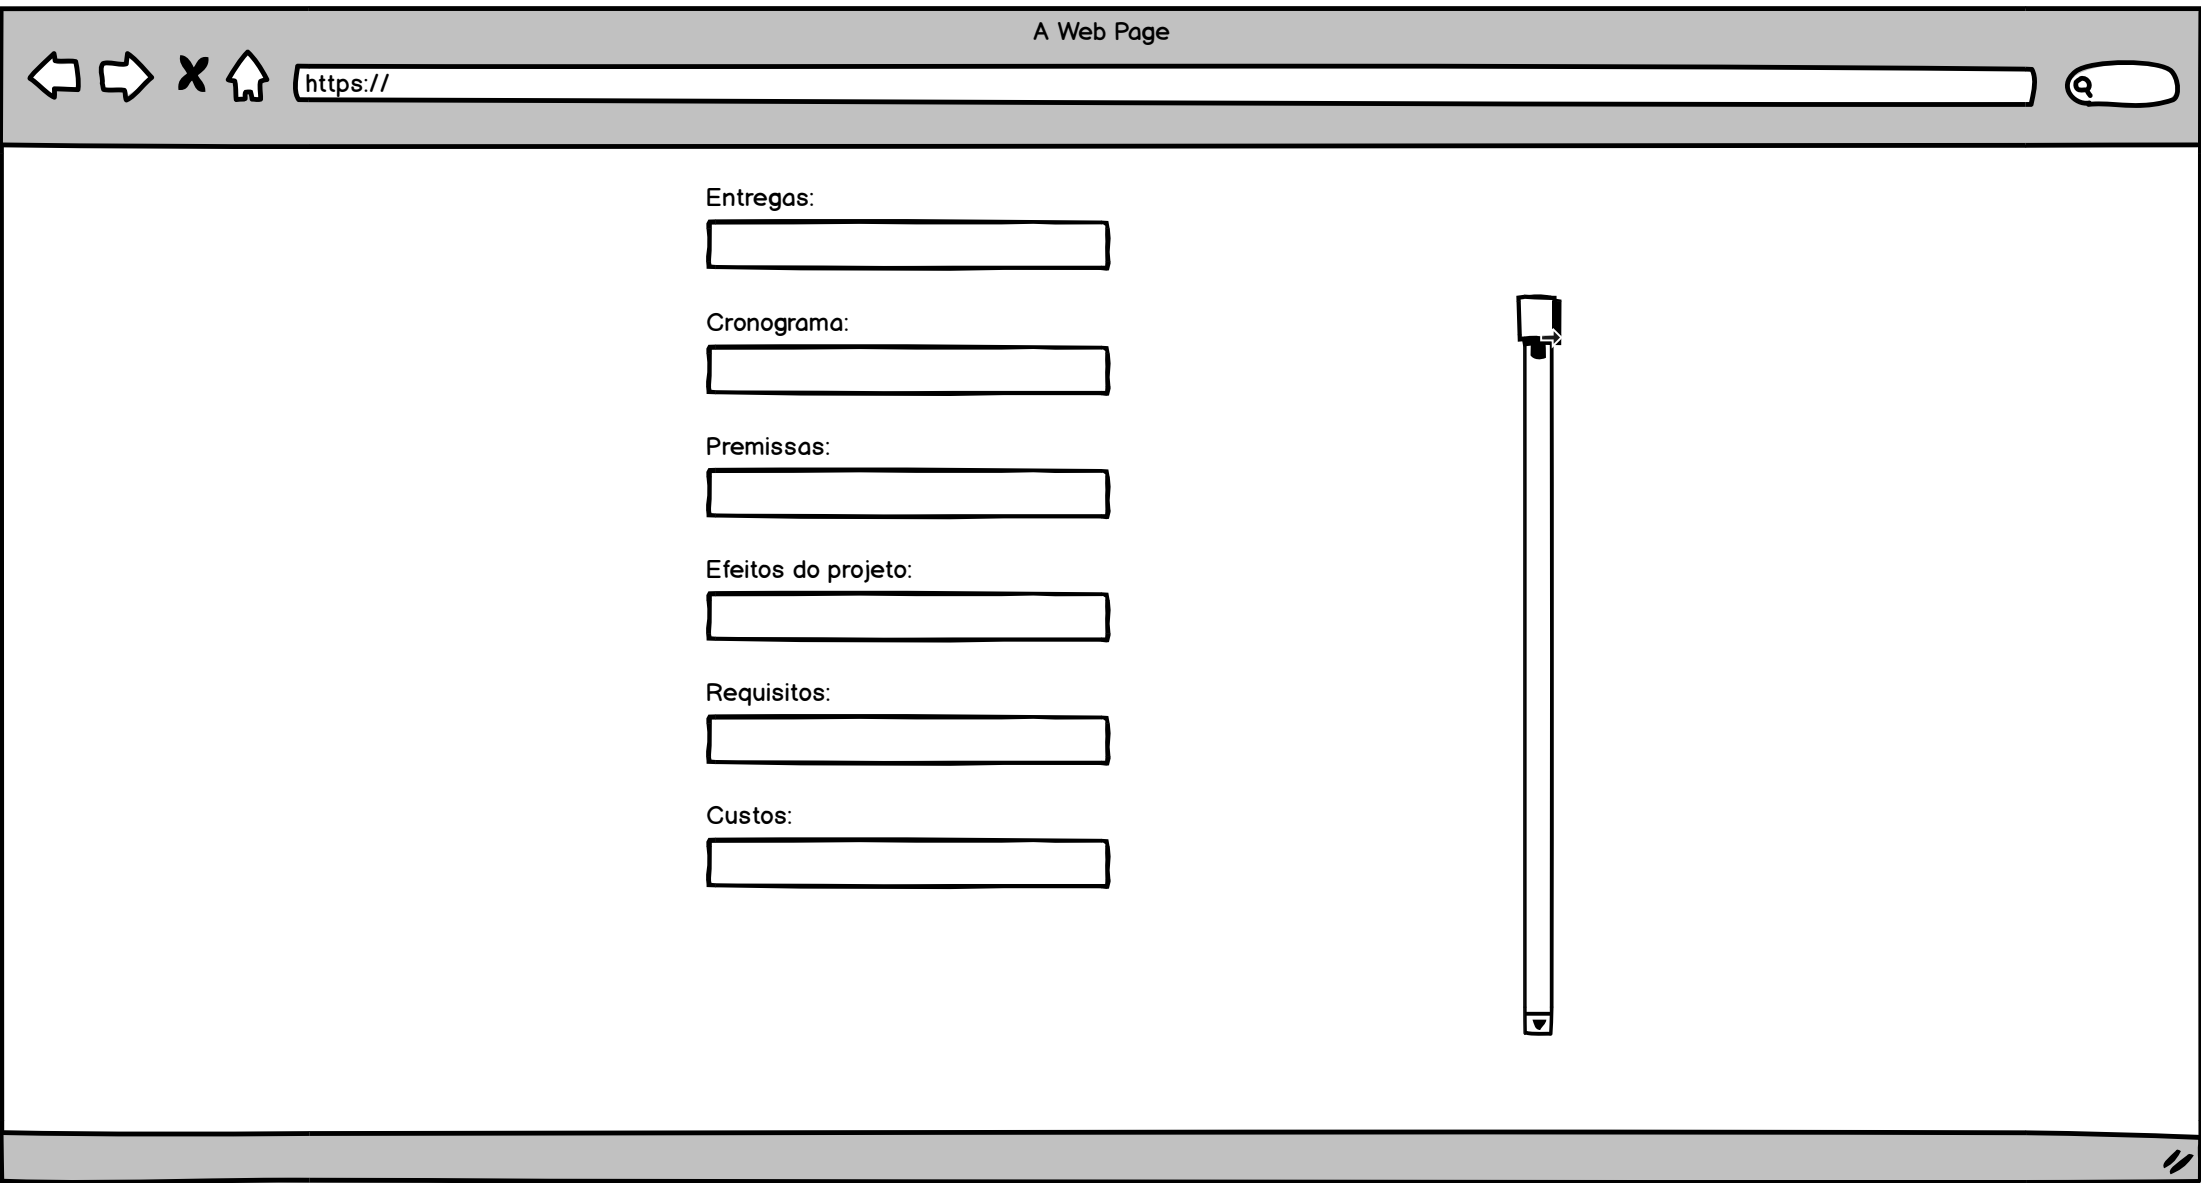 A Web Page
https://
Entregas:
Cronograma:
Premissas:
Efeitos do projeto:
Requisitos:
Custos: